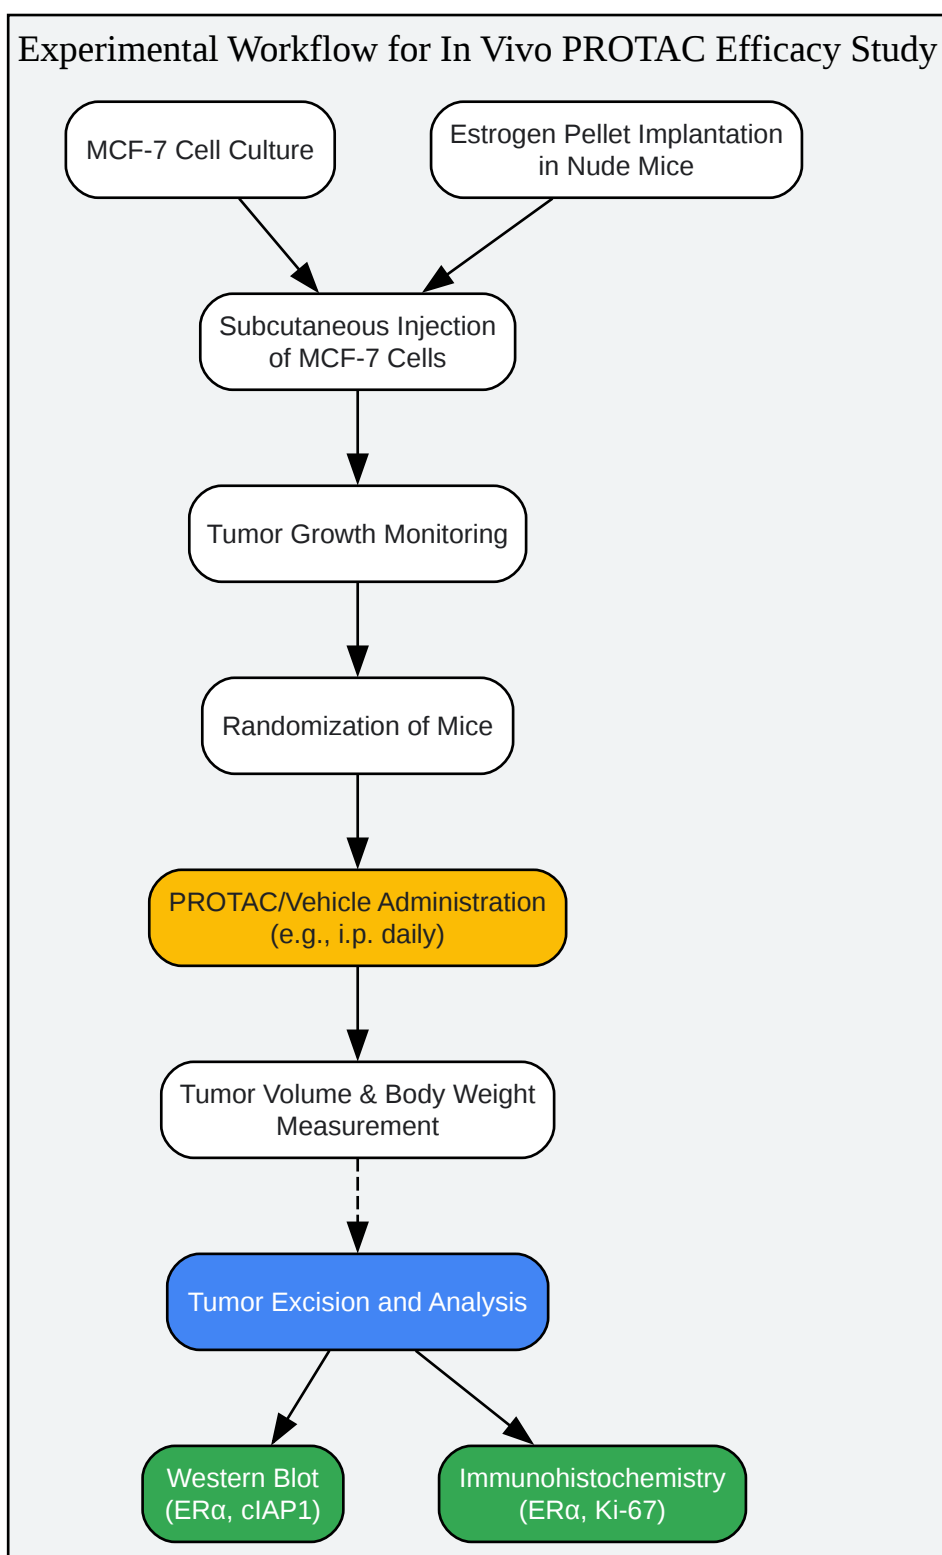 Experimental Workflow for In Vivo PROTAC Efficacy Study
MCF-7 Cell Culture
Estrogen Pellet Implantation
in Nude Mice
Subcutaneous Injection
of MCF-7 Cells
Tumor Growth Monitoring
Randomization of Mice
PROTAC/Vehicle Administration
(e.g., i.p. daily)
Tumor Volume & Body Weight
Measurement
Tumor Excision and Analysis
Western Blot
(ERα, cIAP1)
Immunohistochemistry
(ERα, Ki-67)